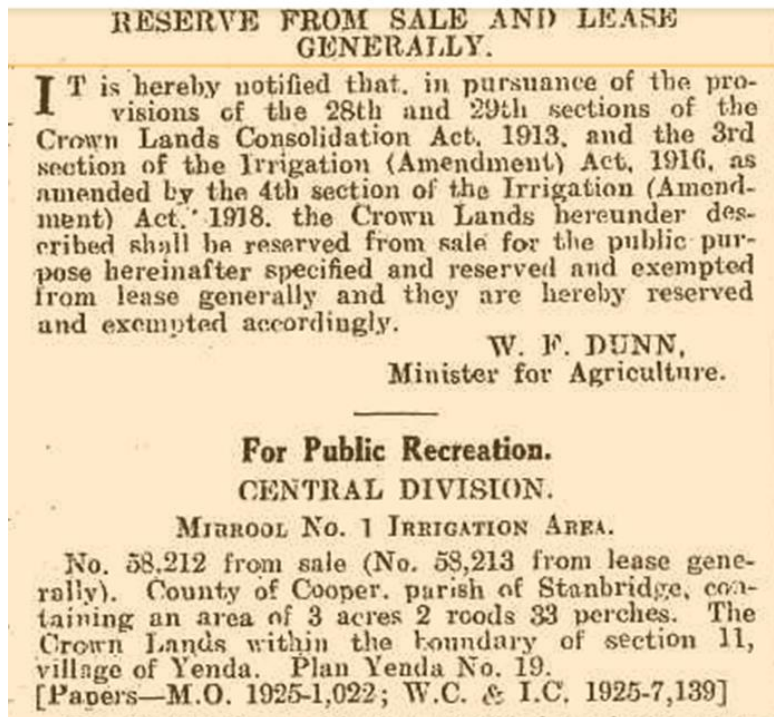 RESERVE FROM SALE AND LEASE
GENERALLY.
IT is hereby notified that, in pursuance of the pro-
visions of the 28th and 29th sections of the
Crown Lands Consolidation Act, 1913, and the 3rd
section of the Irrigation (Amendment) Act, 1916, as
amended by the 4th section of the Irrigation (Amend-
ment) Act, 1918, the Crown Lands hereunder des-
cribed shall be reserved from sale for the public pur-
pose hereinafter specified and reserved and exempted
from lease generally and they are hereby reserved
and exempted accordingly.
W. F. DUNN,
Minister for Agriculture.
For Public Recreation.
CENTRAL DIVISION.
MIRROOL No. 1 IRRIGATION AREA.
No. 58,212 from sale (No. 58,213 from lease gene-
rally). County of Cooper, parish of Stanbridge, con-
taining an area of 3 acres 2 roods 33 perches. The
Crown Lands within the boundary of section 11,
village of Yenda. Plan Yenda No. 19.
[Papers—M.O. 1925-1,022; W.C. & I.C. 1925-7,139]